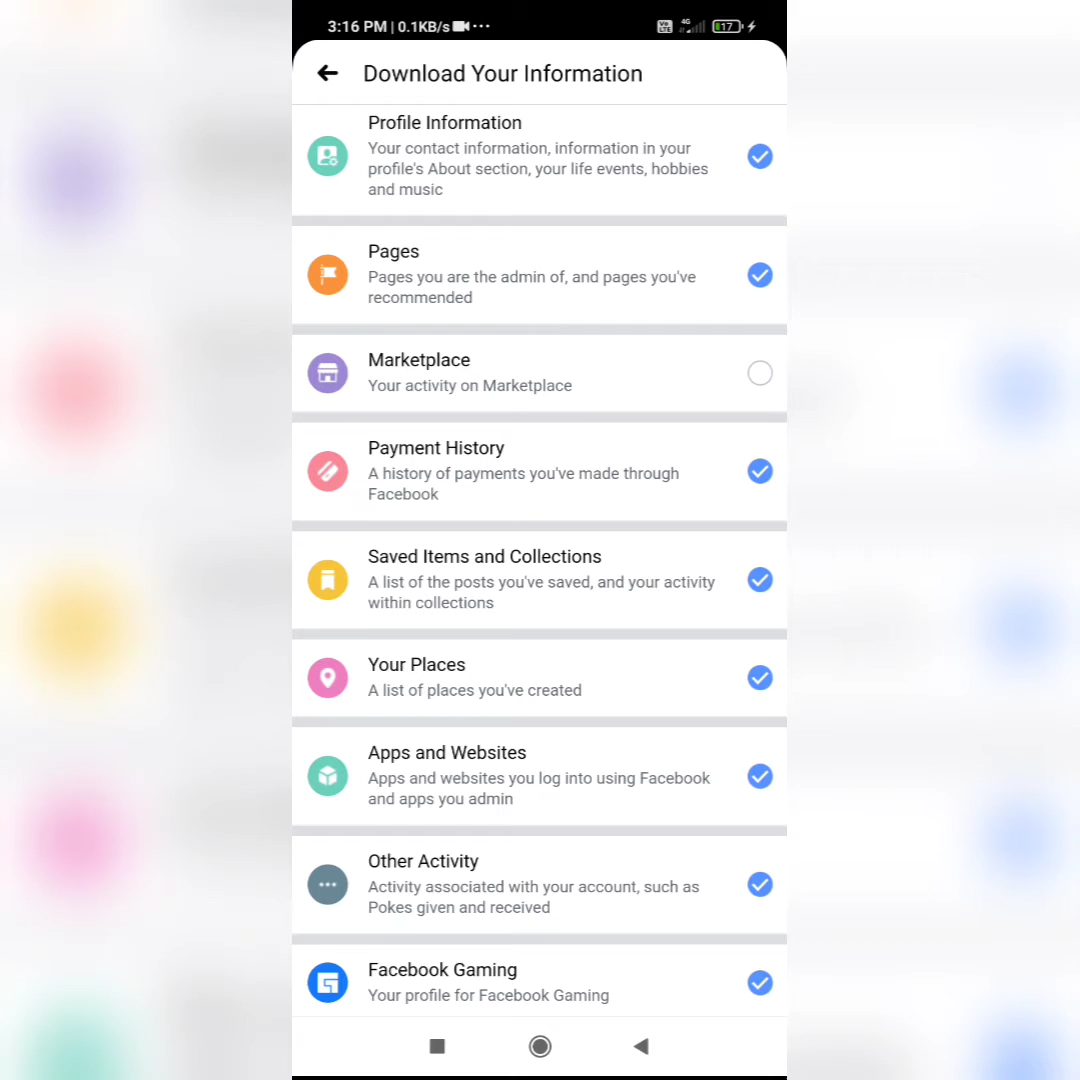 3:16 PM | 0.1KB/s ···
Vo LTE 4G 17
Download Your Information
Profile Information
Your contact information, information in your
profile's About section, your life events, hobbies
and music
Pages
Pages you are the admin of, and pages you've
recommended
Marketplace
Your activity on Marketplace
Payment History
A history of payments you've made through
Facebook
Saved Items and Collections
A list of the posts you've saved, and your activity
within collections
Your Places
A list of places you've created
Apps and Websites
Apps and websites you log into using Facebook
and apps you admin
Other Activity
Activity associated with your account, such as
Pokes given and received
Facebook Gaming
Your profile for Facebook Gaming